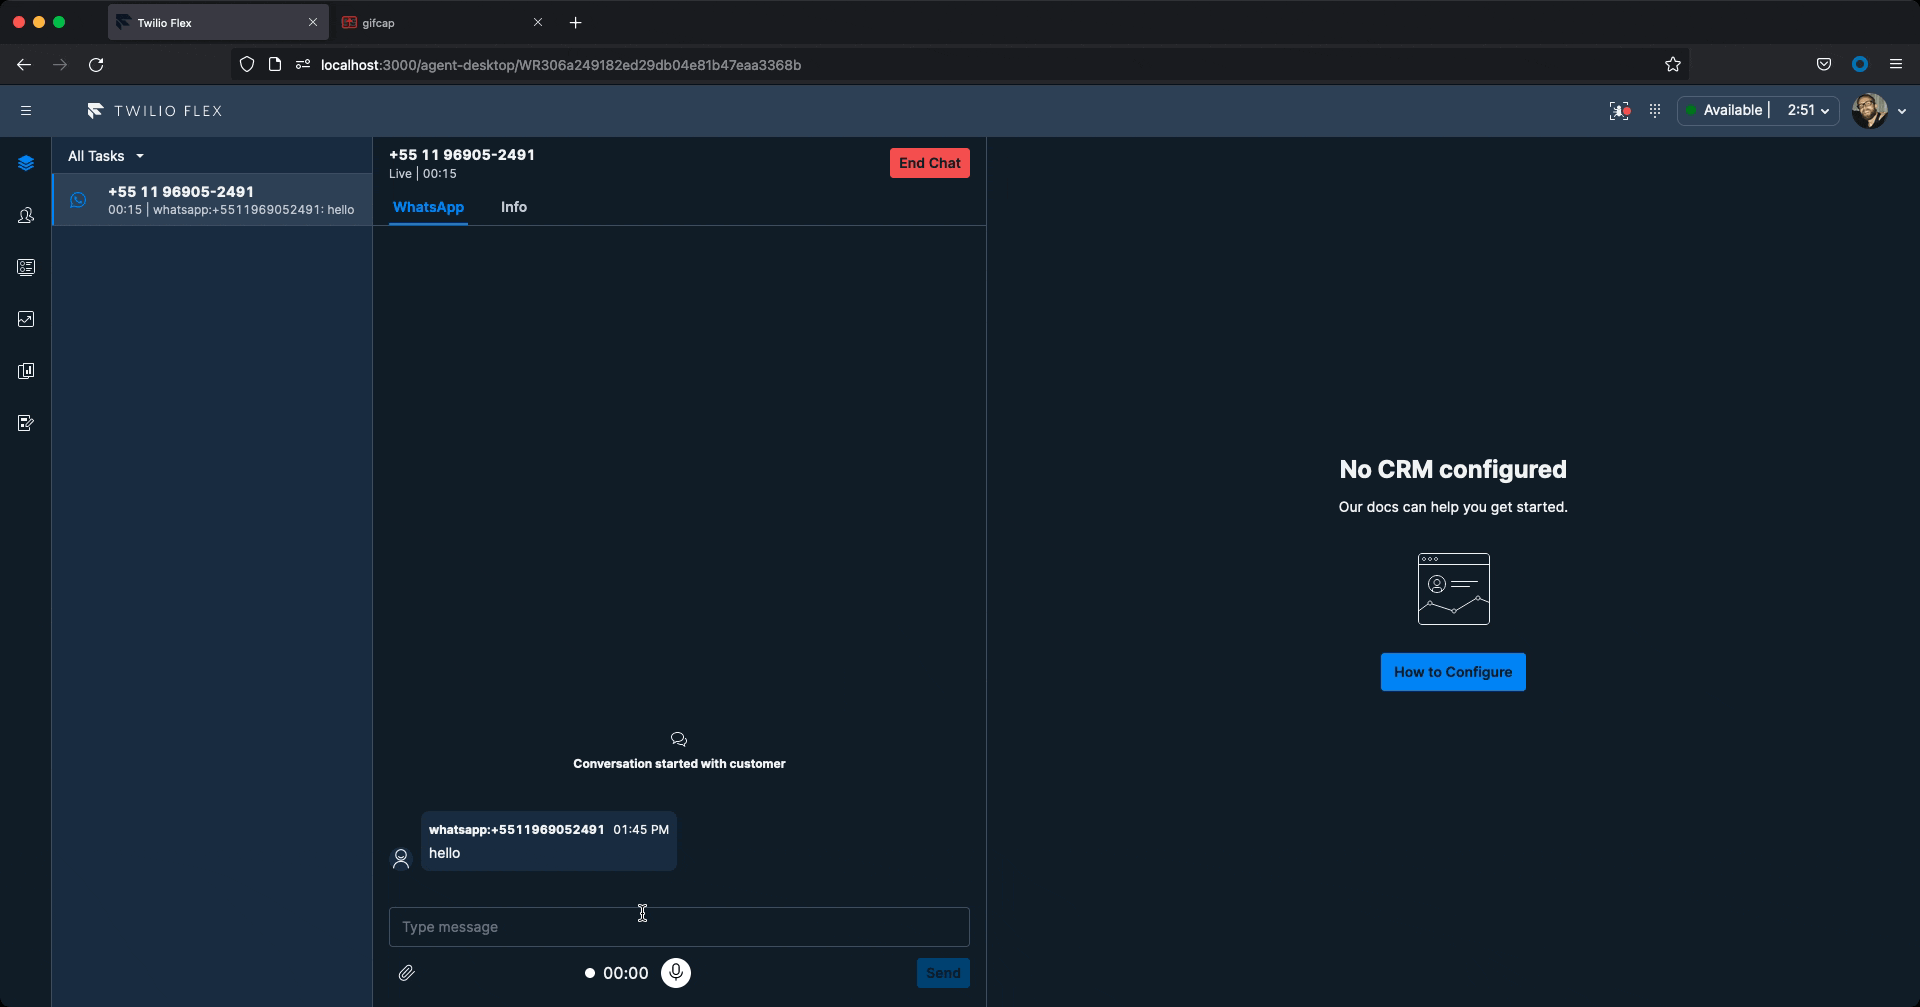 Twilio Flex
gifcap
localhost:3000/agent-desktop/WR306a249182ed29db04e81b47eaa3368b
TWILIO FLEX
Available | 2:51
All Tasks
+55 11 96905-2491
00:15 | whatsapp:+5511969052491: hello
+55 11 96905-2491
Live | 00:15
End Chat
WhatsApp Info
No CRM configured
Our docs can help you get started.
How to Configure
Conversation started with customer
whatsapp:+5511969052491 01:45 PM
hello
Type message
00:00
Send